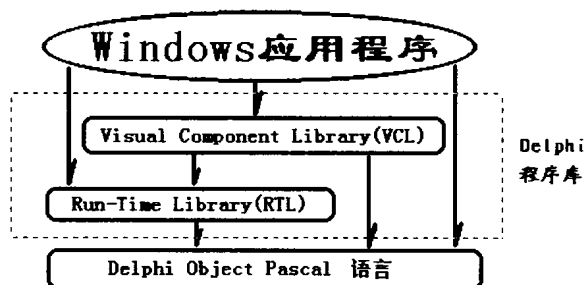 Windows应用程序
Visual Component Library(VCL)
Delphi
程序库
Run-Time Library(RTL)
Delphi Object Pascal 语言